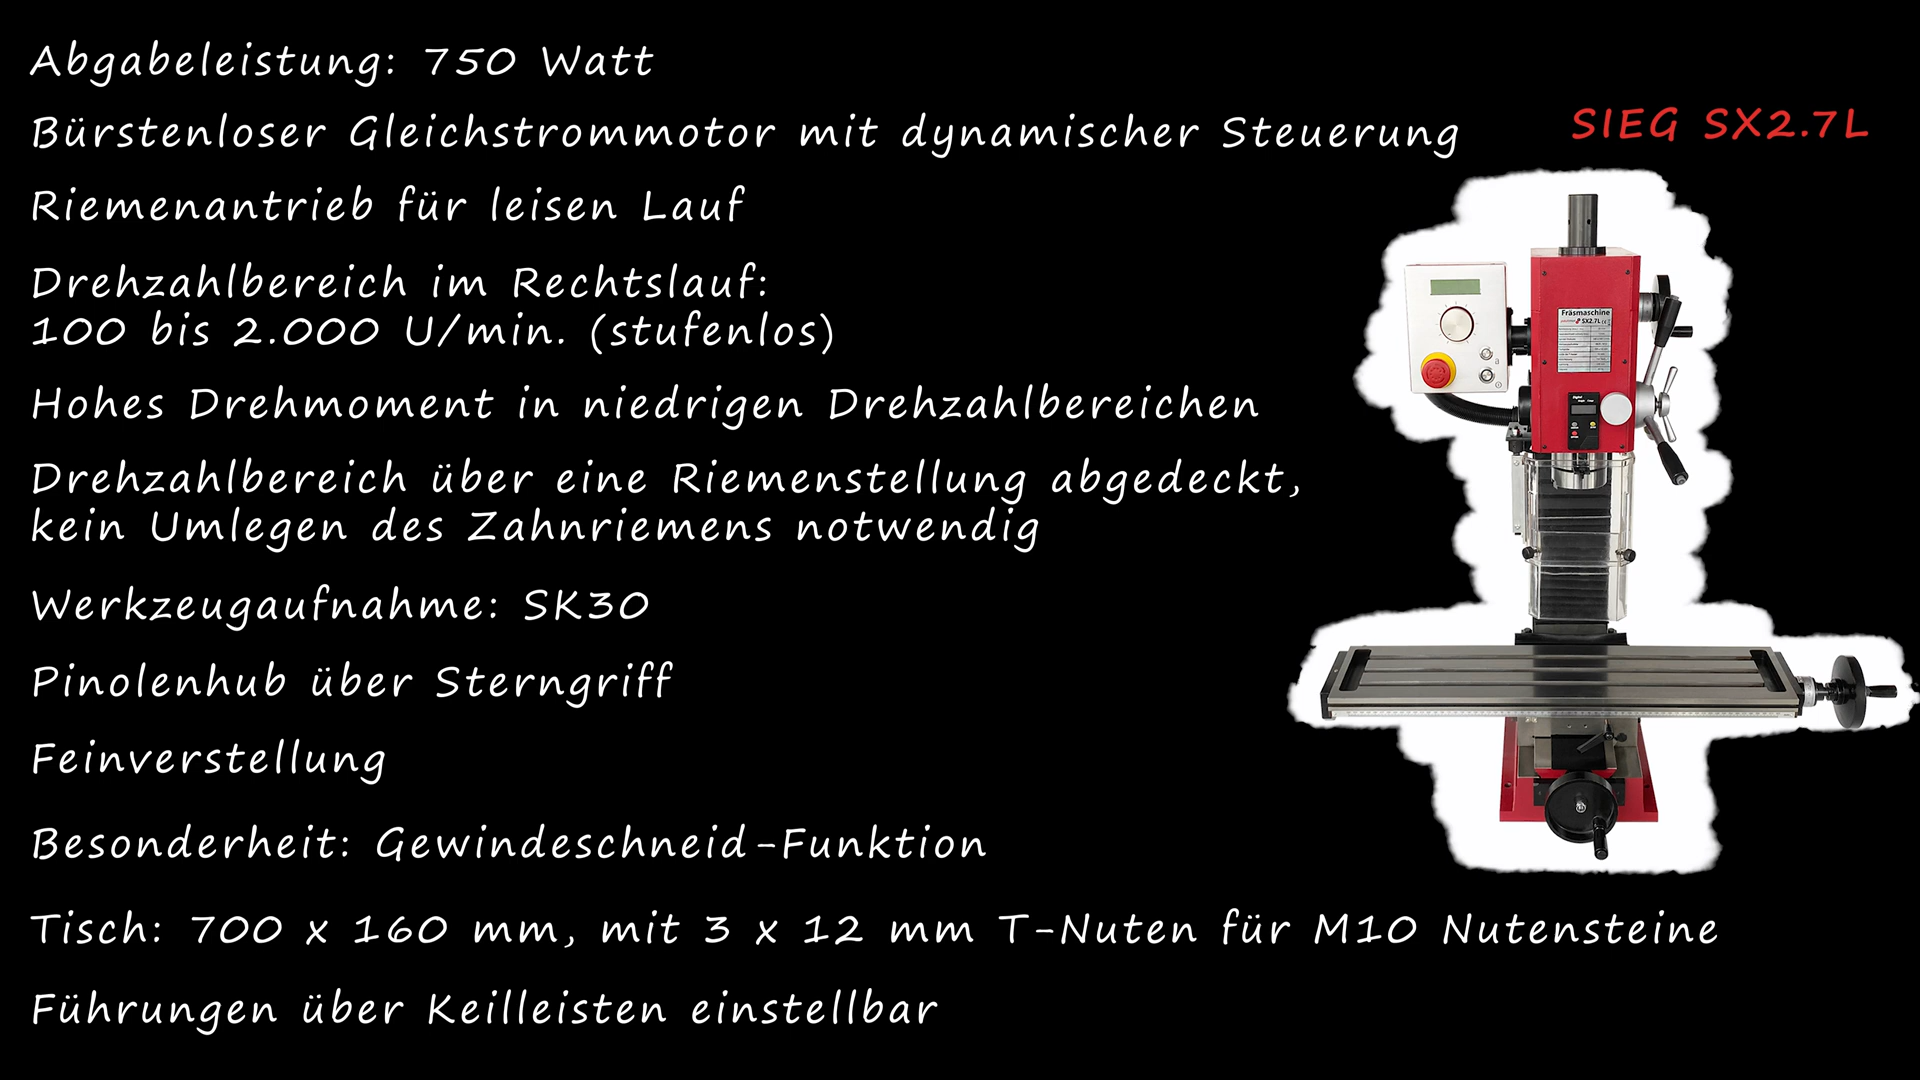 Abgabeleistung: 750 Watt
Bürstenloser Gleichstrommotor mit dynamischer Steuerung
SIEG SX2.7L
Riemenantrieb für leisen Lauf
Drehzahlbereich im Rechtslauf:
100 bis 2.000 U/min. (stufenlos)
Hohes Drehmoment in niedrigen Drehzahlbereichen
Drehzahlbereich über eine Riemenstellung abgedeckt,
kein Umlegen des Zahnriemens notwendig
Werkzeugaufnahme: SK30
Pinolenhub über Sterngriff
Feinverstellung
Besonderheit: Gewindeschneid-Funktion
Tisch: 700 x 160 mm, mit 3 x 12 mm T-Nuten für M10 Nutensteine
Führungen über Keilleisten einstellbar
Fräsmaschine
SX2.7L